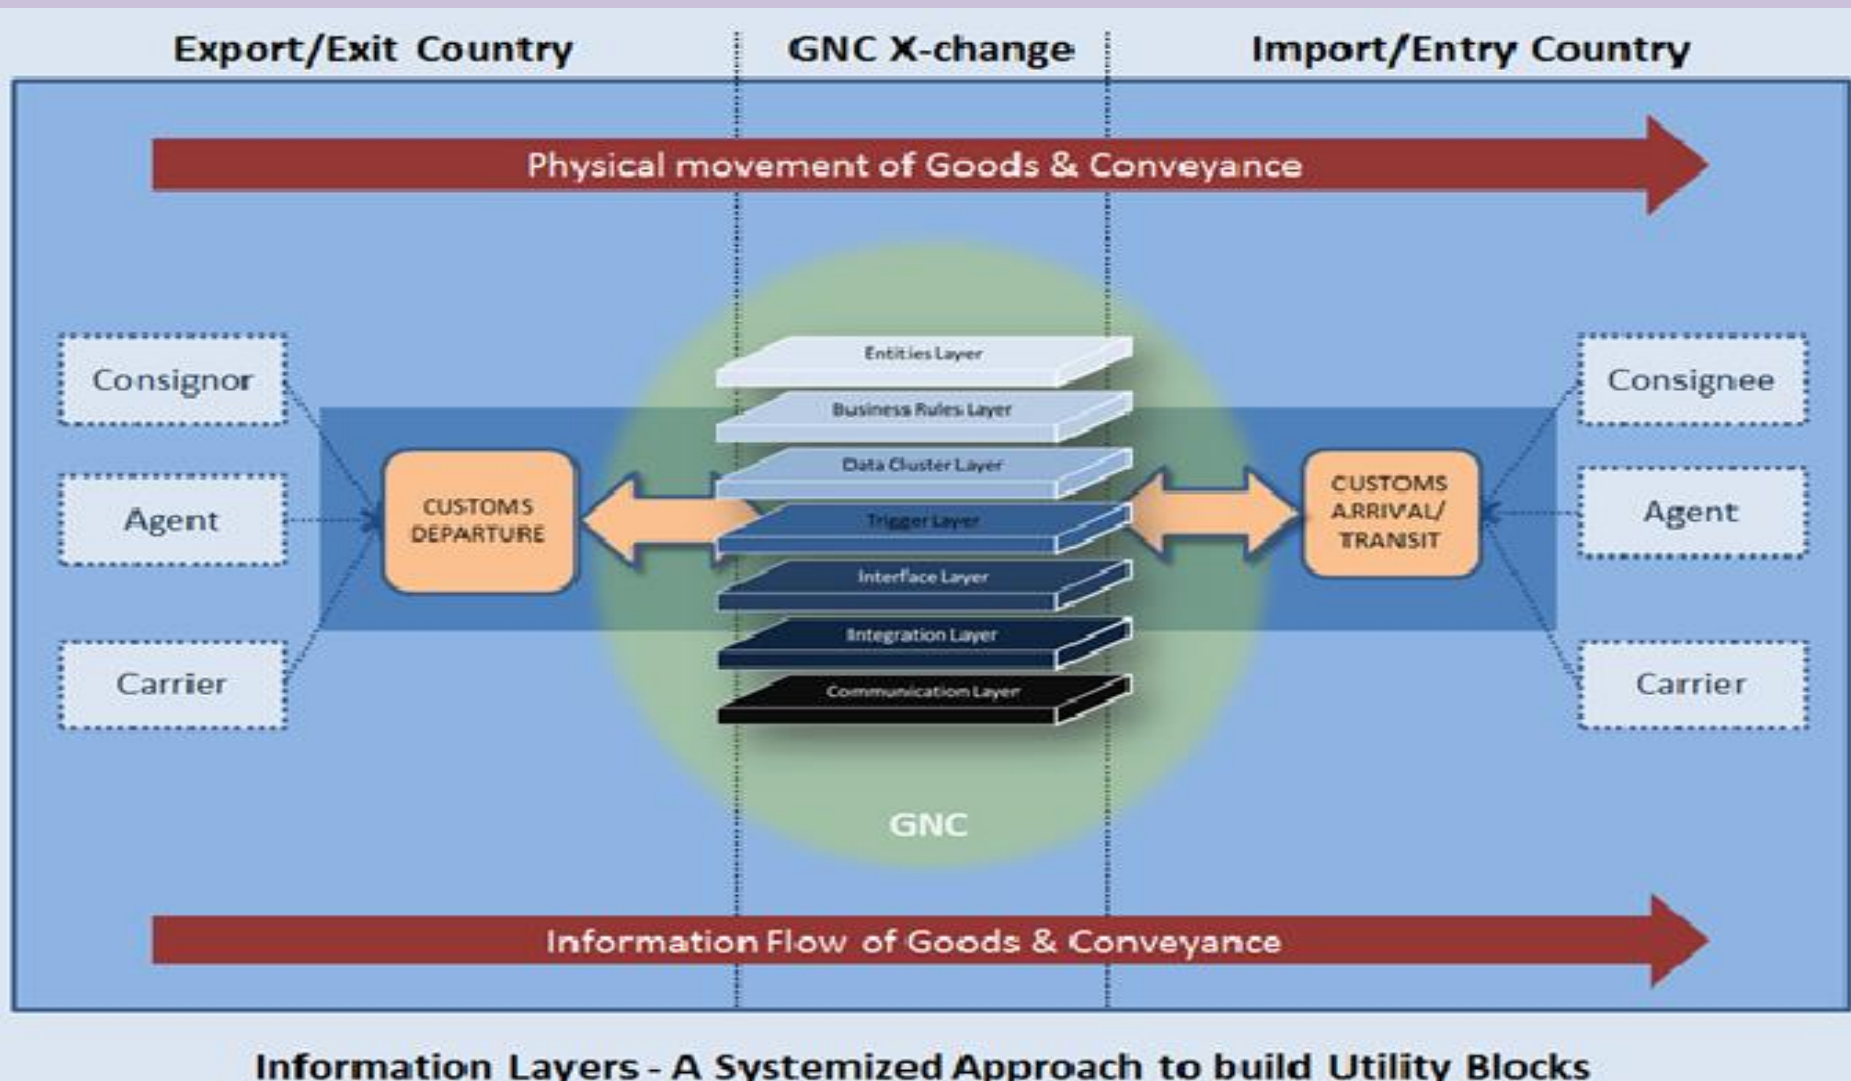 Export/Exit Country
GNC X-change
Import/Entry Country
Physical movement of Goods & Conveyance
Consignor
Agent
Carrier
CUSTOMS
DEPARTURE
Entities Layer
Business Rules Layer
Data Cluster Layer
Trigger Layer
Interface Layer
Integration Layer
Communication Layer
GNC
CUSTOMS
ARRIVAL/
TRANSIT
Consignee
Agent
Carrier
Information Flow of Goods & Conveyance
Information Layers - A Systemized Approach to build Utility Blocks